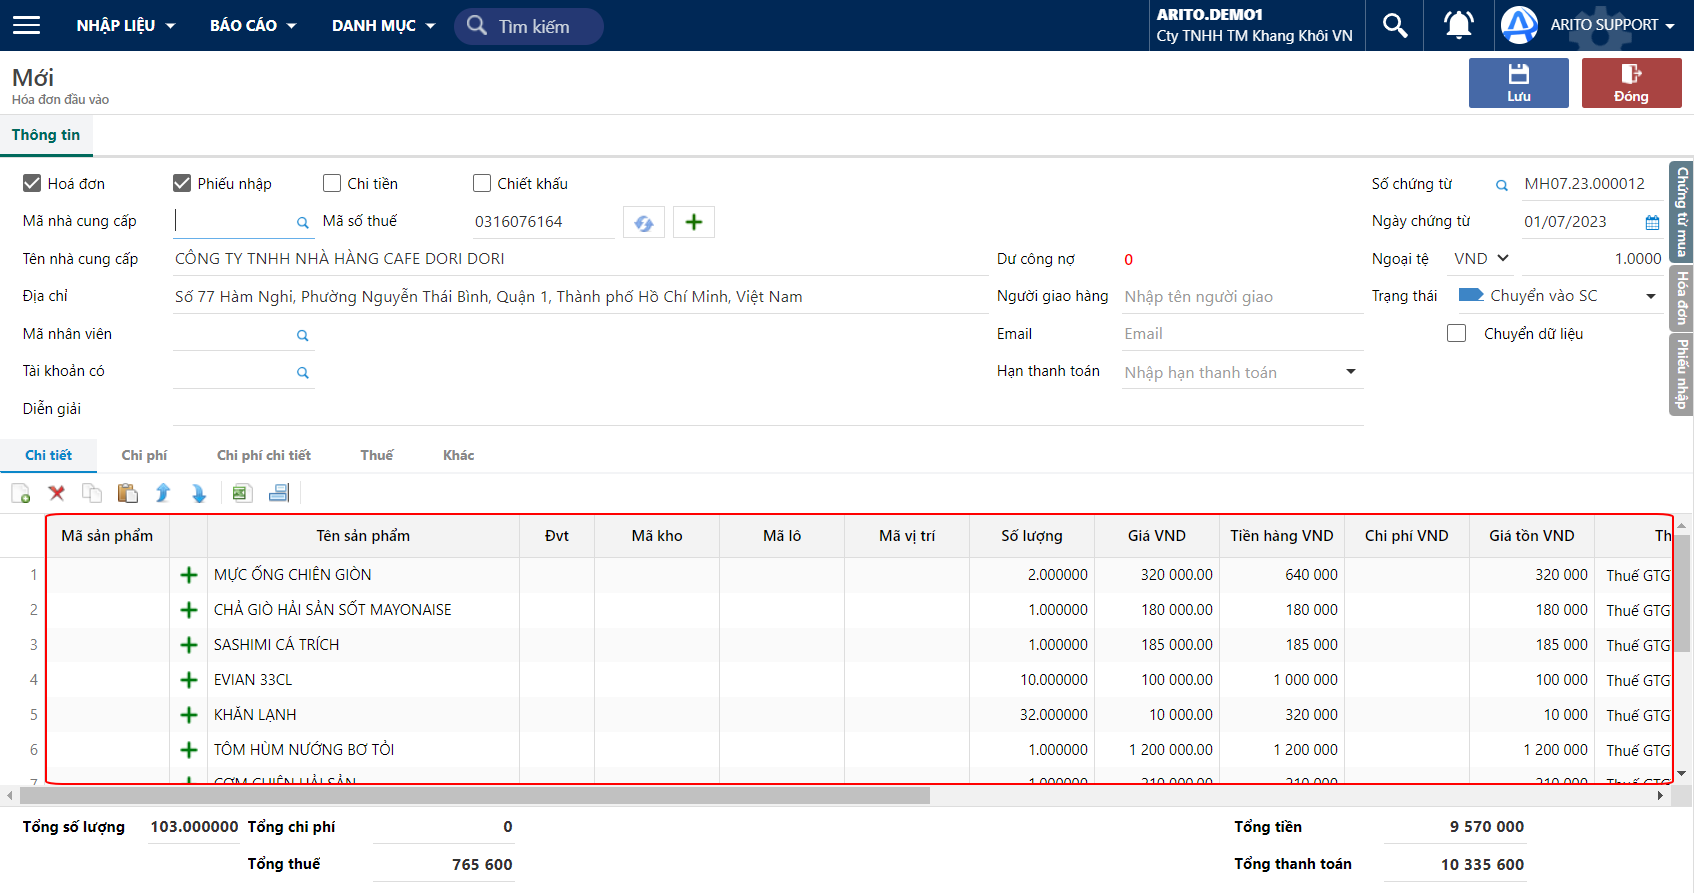 NHẬP LIỆU BÁO CÁO DANH MỤC Tìm kiếm ARITO.DEMO1 ARITO SUPPORT
Cty TNHH TM Khang Khôi VN
Mới
Hóa đơn đầu vào
Lưu Đóng
Thông tin
Hoá đơn Phiếu nhập Chi tiền Chiết khấu Số chứng từ MH07.23.000012
Mã nhà cung cấp Mã số thuế 0316076164 Ngày chứng từ 01/07/2023
Tên nhà cung cấp CÔNG TY TNHH NHÀ HÀNG CAFE DORI DORI Dư công nợ 0 Ngoại tệ VND 1.0000
Địa chỉ Số 77 Hàm Nghi, Phường Nguyễn Thái Bình, Quận 1, Thành phố Hồ Chí Minh, Việt Nam Người giao hàng Nhập tên người giao Trạng thái Chuyển vào SC
Mã nhân viên Email Email Chuyển dữ liệu
Tài khoản có Hạn thanh toán Nhập hạn thanh toán
Diễn giải
Chứng từ mua
Hóa đơn
Phiếu nhập
Chi tiết Chi phí Chi phí chi tiết Thuế Khác
Mã sản phẩm Tên sản phẩm Đvt Mã kho Mã lô Mã vị trí Số lượng Giá VND Tiền hàng VND Chi phí VND Giá tồn VND Th
1 MỰC ỐNG CHIÊN GIÒN 2.000000 320 000.00 640 000 320 000 Thuế GTG
2 CHẢ GIÒ HẢI SẢN SỐT MAYONAISE 1.000000 180 000.00 180 000 180 000 Thuế GTG
3 SASHIMI CÁ TRÍCH 1.000000 185 000.00 185 000 185 000 Thuế GTG
4 EVIAN 33CL 10.000000 100 000.00 1 000 000 100 000 Thuế GTG
5 KHĂN LẠNH 32.000000 10 000.00 320 000 10 000 Thuế GTG
6 TÔM HÙM NƯỚNG BƠ TỎI 1.000000 1 200 000.00 1 200 000 1 200 000 Thuế GTG
7 CƠM CHIÊN HẢI SẢN 1.000000 210 000.00 210 000 210 000 Thuế GTG
Tổng số lượng 103.000000 Tổng chi phí 0 Tổng tiền 9 570 000
Tổng thuế 765 600 Tổng thanh toán 10 335 600